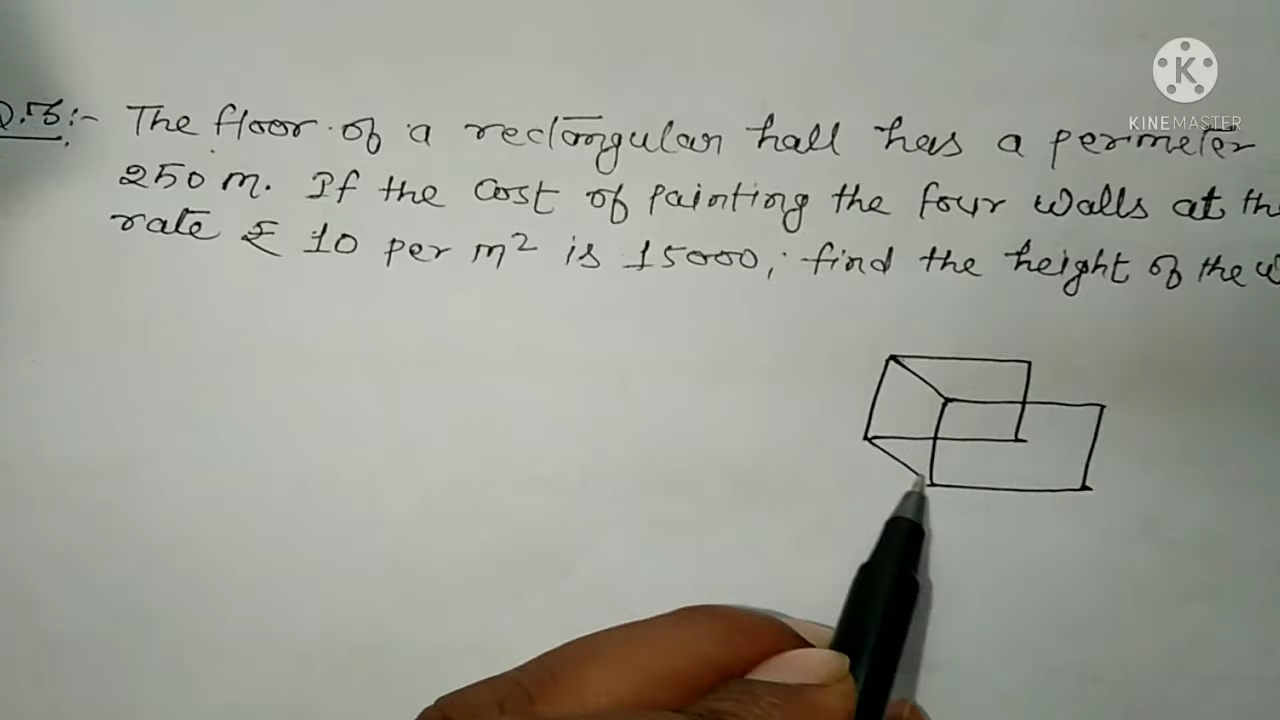 Q.5:- The floor of a rectangular hall has a perimeter
250 m. If the cost of painting the four walls at th
rate ₹ 10 per m² is 15000, find the height of the
K
KINEMASTER